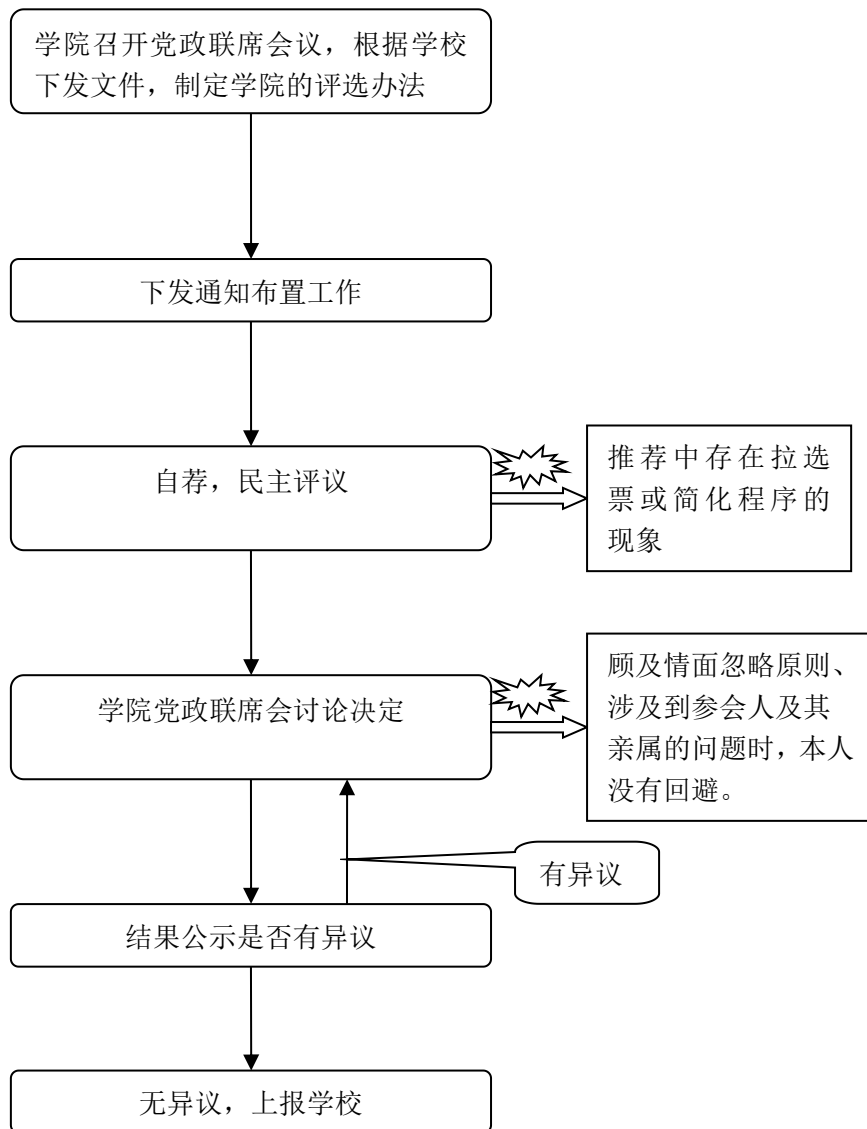 学院召开党政联席会议，根据学校
下发文件，制定学院的评选办法
下发通知布置工作
自荐，民主评议
推荐中存在拉选
票或简化程序的
现象
学院党政联席会讨论决定
顾及情面忽略原则、
涉及到参会人及其
亲属的问题时，本人
没有回避。
有异议
结果公示是否有异议
无异议，上报学校